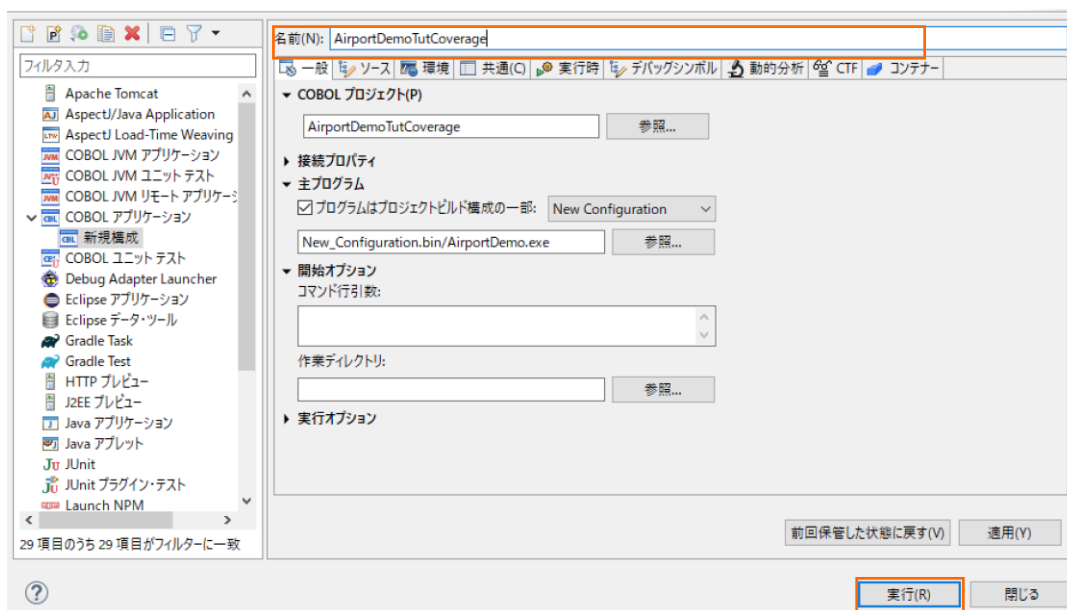 フィルタ入力
Apache Tomcat
AspectJ/Java Application
AspectJ Load-Time Weaving
COBOL JVM アプリケーション
COBOL JVM ユニット テスト
COBOL JVM リモート アプリケーシ
COBOL アプリケーション
新規構成
COBOL ユニット テスト
Debug Adapter Launcher
Eclipse アプリケーション
Eclipse データ・ツール
Gradle Task
Gradle Test
HTTP プレビュー
J2EE プレビュー
Java アプリケーション
Java アプレット
JUnit
JUnit プラグイン・テスト
Launch NPM
29 項目のうち 29 項目がフィルターに一致
名前(N): AirportDemoTutCoverage
一般 ソース 環境 共通(C) 実行時 デバッグシンボル 動的分析 CTF コンテナー
COBOL プロジェクト(P)
AirportDemoTutCoverage 参照...
接続プロパティ
主プログラム
プログラムはプロジェクトビルド構成の一部: New Configuration
New_Configuration.bin/AirportDemo.exe 参照...
開始オプション
コマンド行引数:
作業ディレクトリ:
参照...
実行オプション
前回保管した状態に戻す(V) 適用(Y)
実行(R) 閉じる